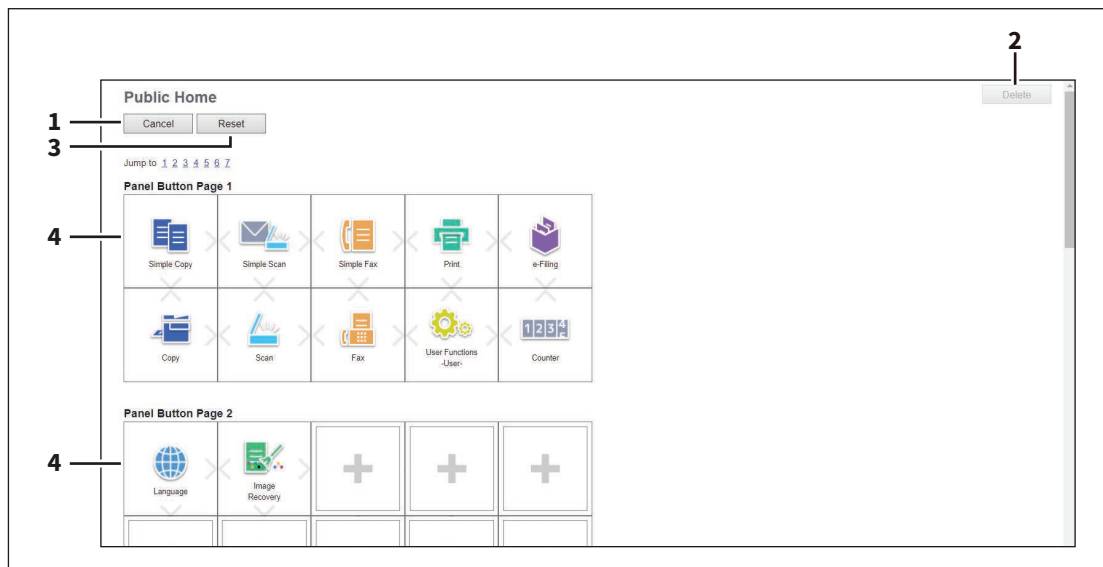 2
Public Home
Delete
1
Cancel Reset
3
Jump to 1 2 3 4 5 6 7
Panel Button Page 1
4
Simple Copy Simple Scan Simple Fax Print e-Filing
Copy Scan Fax User Functions
-User- Counter
Panel Button Page 2
4
Language Image
Recovery